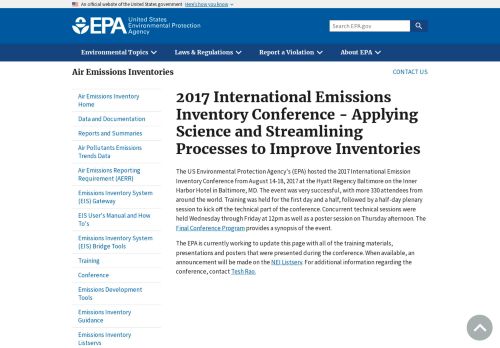 An official website of the United States government Here's how you know
EPA United States
Environmental Protection
Agency
Search EPA.gov
Environmental Topics Laws & Regulations Report a Violation About EPA
Air Emissions Inventories
CONTACT US
Air Emissions Inventory
Home
Data and Documentation
Reports and Summaries
Air Pollutants Emissions
Trends Data
Air Emissions Reporting
Requirement (AERR)
Emissions Inventory System
(EIS) Gateway
EIS User's Manual and How
To's
Emissions Inventory System
(EIS) Bridge Tools
Training
Conference
Emissions Development
Tools
Emissions Inventory
Guidance
Emissions Inventory
Listservs
2017 International Emissions
Inventory Conference - Applying
Science and Streamlining
Processes to Improve Inventories
The US Environmental Protection Agency's (EPA) hosted the 2017 International Emission
Inventory Conference from August 14-18, 2017 at the Hyatt Regency Baltimore on the Inner
Harbor Hotel in Baltimore, MD. The event was very successful, with more 330 attendees from
around the world. Training was held for the first day and a half, followed by a half-day plenary
session to kick off the technical part of the conference. Concurrent technical sessions were
held Wednesday through Friday at 12pm as well as a poster session on Thursday afternoon. The
Final Conference Program provides a synopsis of the event.
The EPA is currently working to update this page with all of the training materials,
presentations and posters that were presented during the conference. When available, an
announcement will be made on the NEI Listserv. For additional information regarding the
conference, contact Tesh Rao.